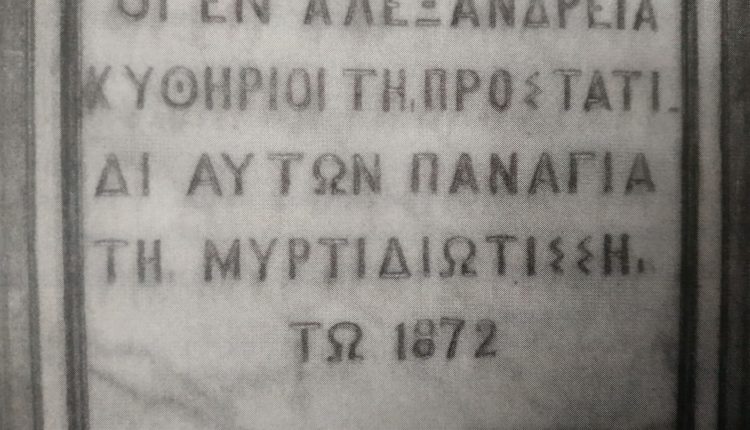 ΟΙ ΕΝ ΑΛΕΞΑΝΔΡΕΙΑ
ΚΥΘΗΡΙΟΙ ΤΗ, ΠΡΟΣΤΑΤΙ-
ΔΙ ΑΥΤΩΝ ΠΑΝΑΓΙΑ
ΤΗ, ΜΥΡΤΙΔΙΩΤΙΣΣΗ,
ΤΩ 1872